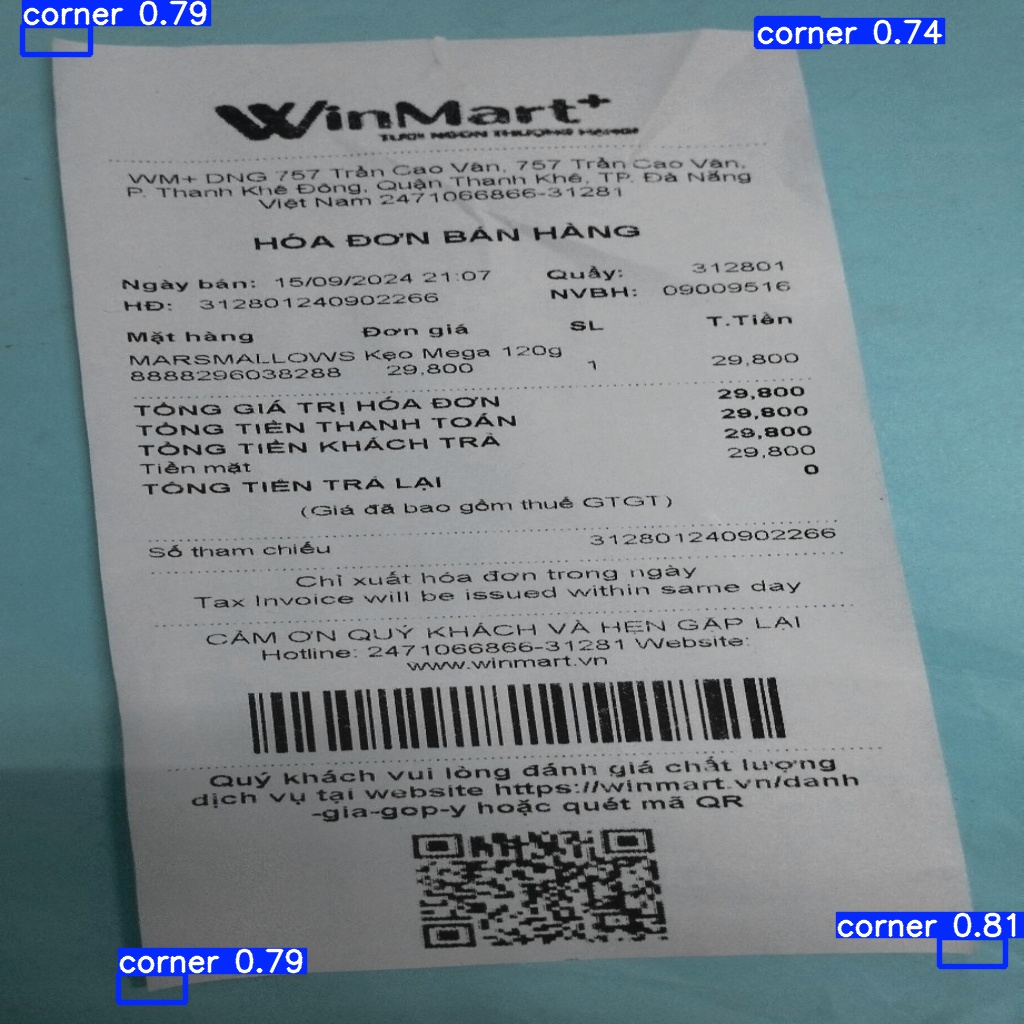 corner 0.79
corner 0.74
WinMart+
TƯƠI NGON THƯỢNG HẠNG!
WM+ DNG 757 Trần Cao Vân, 757 Trần Cao Vân,
P. Thanh Khê Đông, Quận Thanh Khê, TP. Đà Nẵng
Việt Nam 2471066866-31281
HÓA ĐƠN BÁN HÀNG
Ngày bán: 15/09/2024 21:07 Quầy: 312801
HĐ: 312801240902266 NVBH: 09009516
Mặt hàng Đơn giá SL T.Tiền
MARSMALLOWS Kẹo Mega 120g
8888296038288 29,800 1 29,800
TỔNG GIÁ TRỊ HÓA ĐƠN 29,800
TỔNG TIỀN THANH TOÁN 29,800
TỔNG TIỀN KHÁCH TRẢ 29,800
Tiền mặt 29,800
TỔNG TIỀN TRẢ LẠI 0
(Giá đã bao gồm thuế GTGT)
Số tham chiếu 312801240902266
Chỉ xuất hóa đơn trong ngày
Tax Invoice will be issued within same day
CẢM ƠN QUÝ KHÁCH VÀ HẸN GẶP LẠI
Hotline: 2471066866-31281 Website:
www.winmart.vn
Quý khách vui lòng đánh giá chất lượng
dịch vụ tại website https://winmart.vn/danh
-gia-gop-y hoặc quét mã QR
corner 0.81
corner 0.79